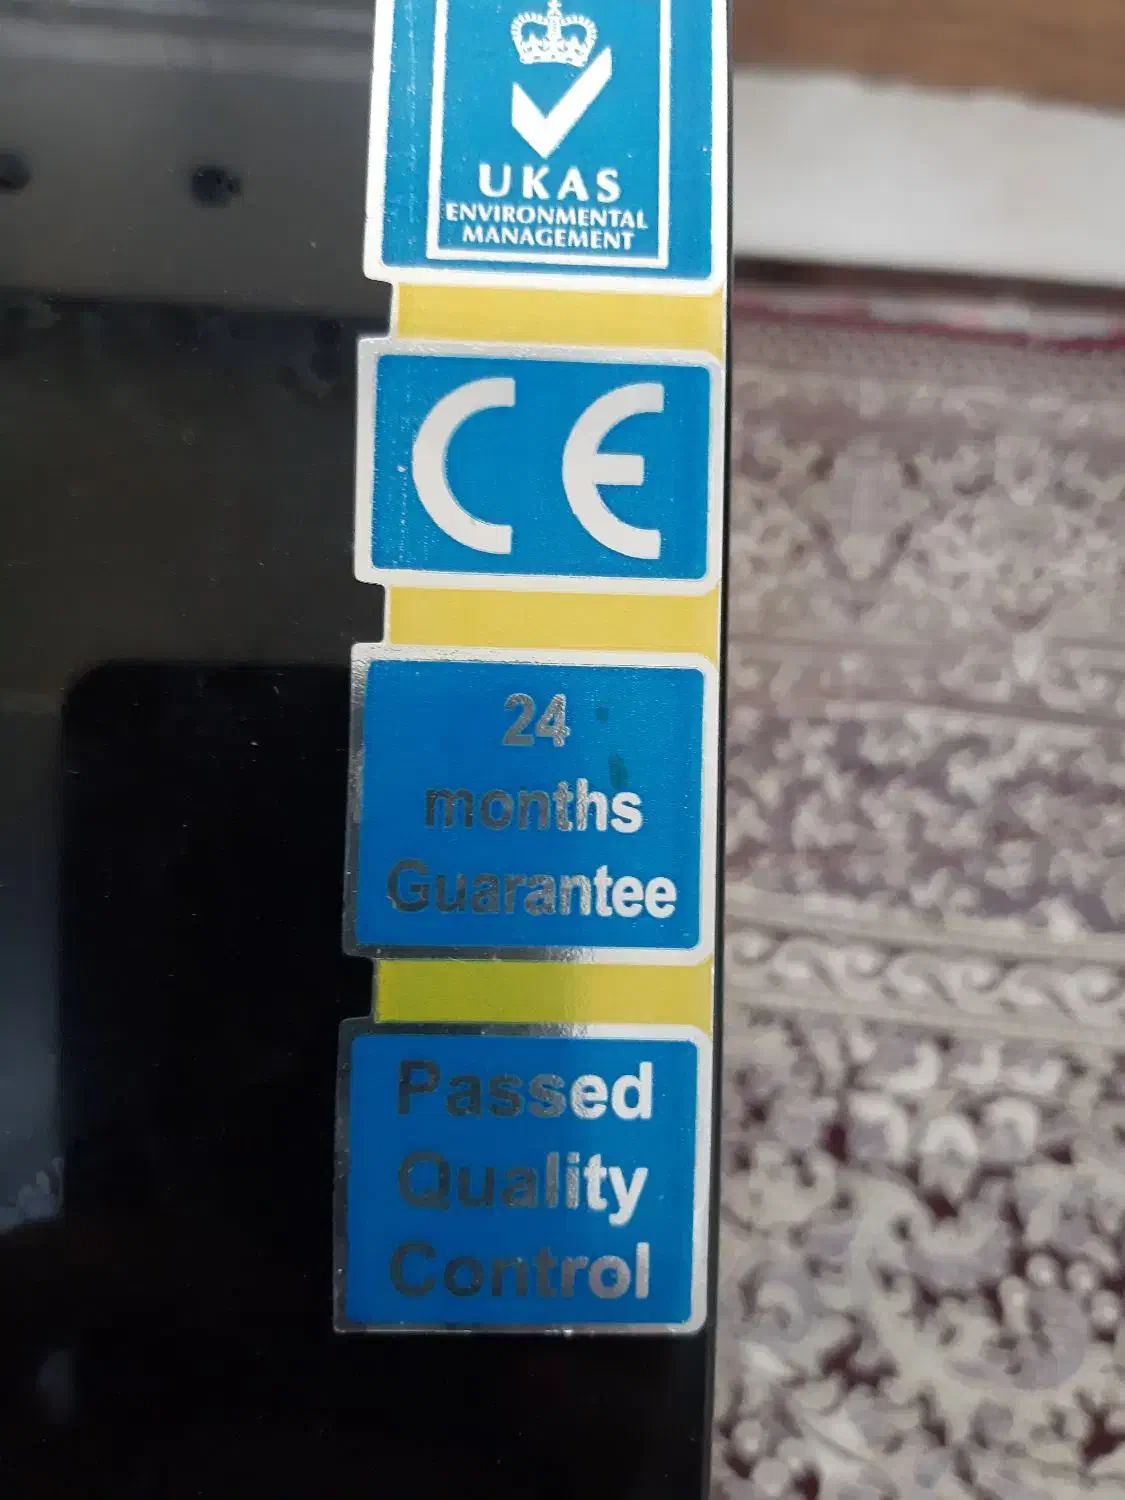 UKAS
ENVIRONMENTAL
MANAGEMENT
CE
24
months
Guarantee
Passed
Quality
Control